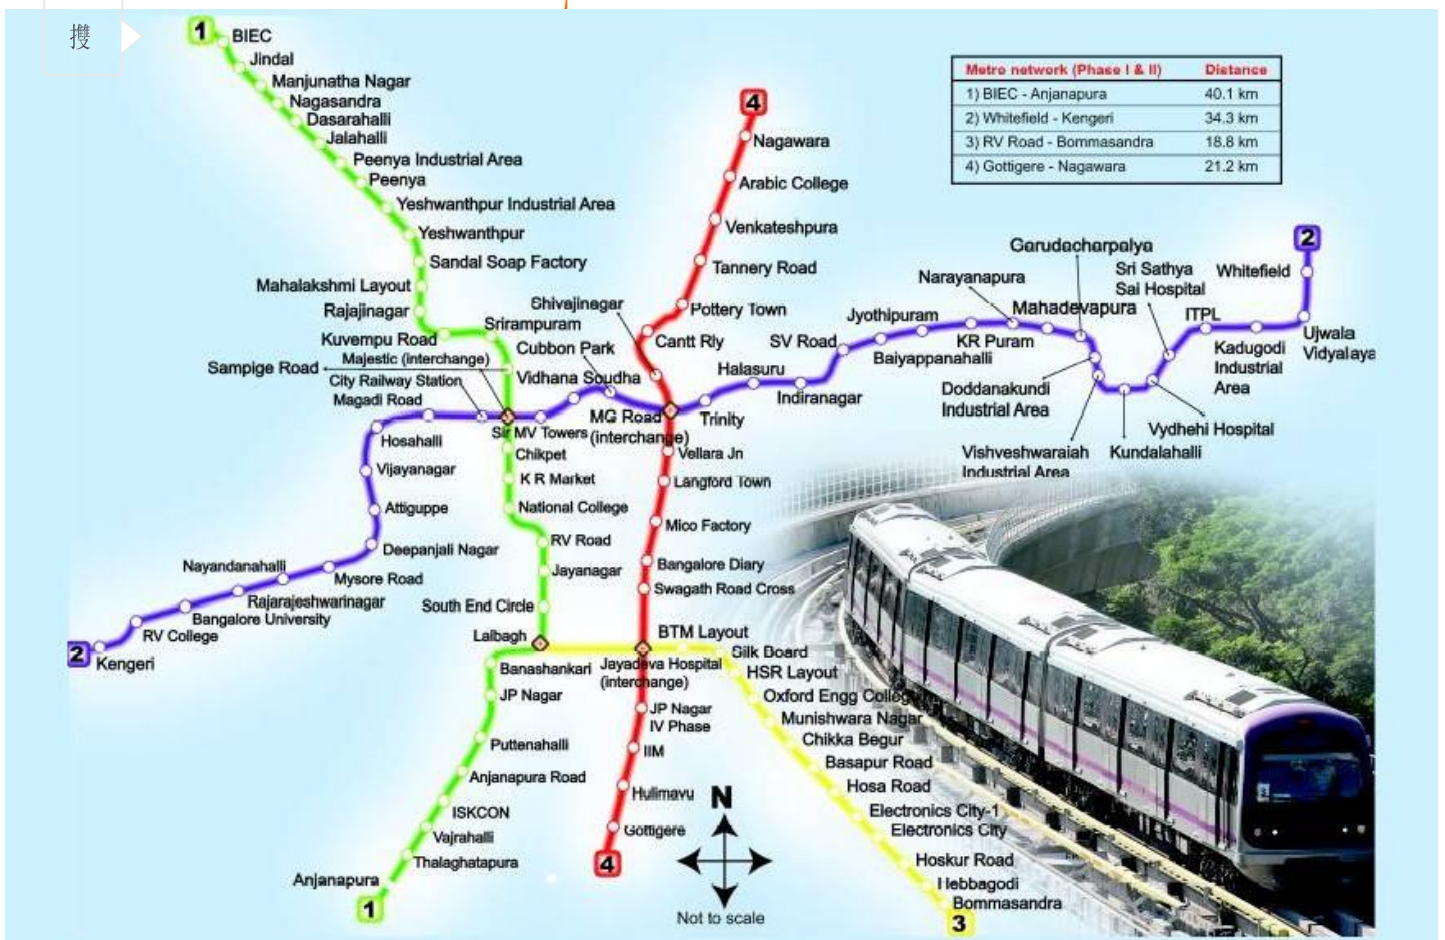 搜
1
BIEC
Jindal
Manjunatha Nagar
Nagasandra
Dasarahalli
Jalahalli
Peenya Industrial Area
Peenya
Yeshwanthpur Industrial Area
Yeshwanthpur
Sandal Soap Factory
Mahalakshmi Layout
Rajajinagar
Kuvempu Road
Srirampuram
Majestic (interchange)
Sampige Road
City Railway Station
Magadi Road
Metro network (Phase I & II) Distance
1) BIEC - Anjanapura 40.1 km
2) Whitefield - Kengeri 34.3 km
3) RV Road - Bommasandra 18.8 km
4) Gottigere - Nagawara 21.2 km
4
Nagawara
Arabic College
Venkateshpura
Tannery Road
Pottery Town
Shivajinagar
Cantt Rly
Cubbon Park
Vidhana Soudha
MG Road
(interchange)
Trinity
Halasuru
Indiranagar
SV Road
Jyothipuram
Baiyappanahalli
Narayanapura
KR Puram
Garudacharpalya
Mahadevapura
Doddanakundi
Industrial Area
Vishveshwaraiah
Industrial Area
Kundalahalli
Vydhehi Hospital
Sri Sathya
Sai Hospital
ITPL
Kadugodi
Industrial
Area
Ujwala
Vidyalaya
Whitefield
2
Sir MV Towers
Chikpet
K R Market
National College
RV Road
Jayanagar
South End Circle
Lalbagh
Hosahalli
Vijayanagar
Attiguppe
Deepanjali Nagar
Mysore Road
Nayandanahalli
Rajarajeshwarinagar
Bangalore University
RV College
Kengeri
2
Vellara Jn
Langford Town
Mico Factory
Bangalore Diary
Swagath Road Cross
BTM Layout
Jayadeva Hospital
(interchange)
Silk Board
HSR Layout
Oxford Engg College
Munishwara Nagar
Chikka Begur
Basapur Road
Hosa Road
Electronics City-1
Electronics City
Hoskur Road
Hebbagodi
Bommasandra
3
Banashankari
JP Nagar
Puttenahalli
Anjanapura Road
ISKCON
Vajrahalli
Thalaghatapura
Anjanapura
1
JP Nagar
IV Phase
IIM
Hulimavu
Gottigere
4
N
Not to scale